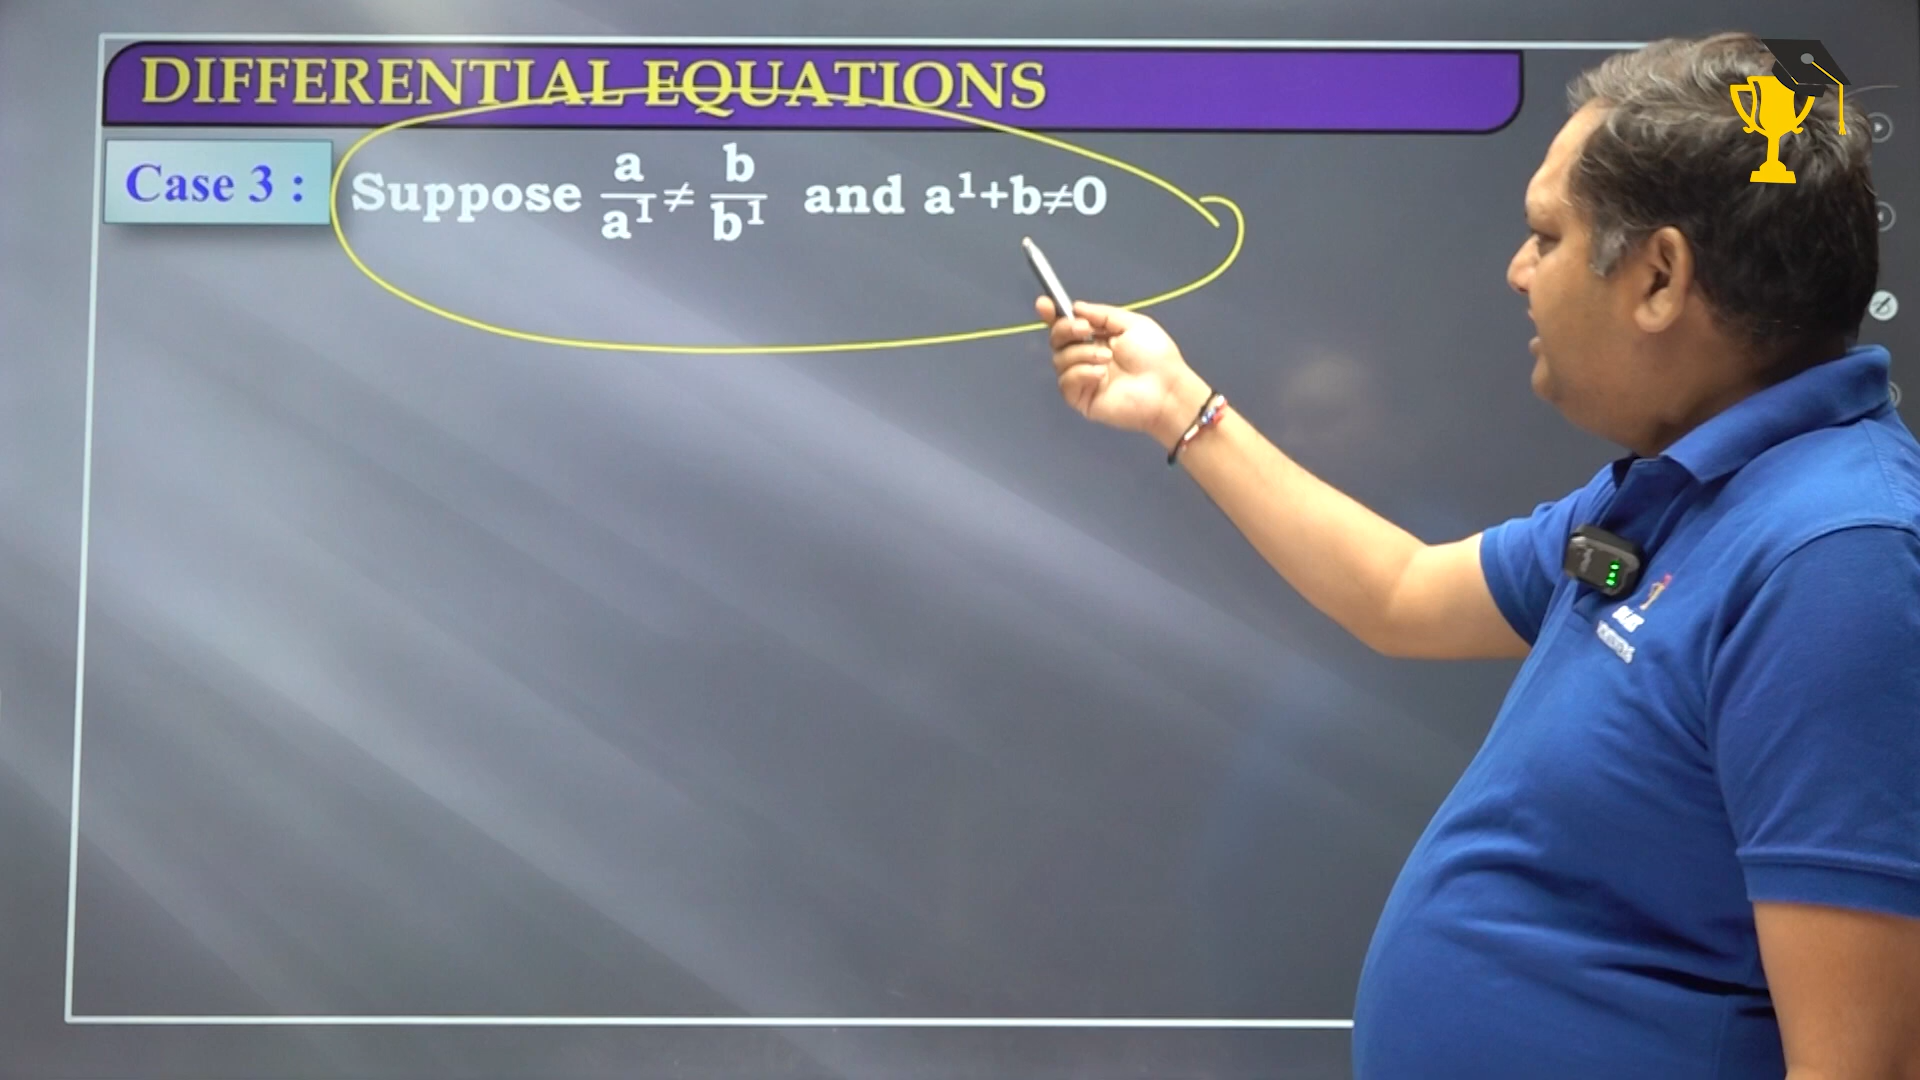 DIFFERENTIAL EQUATIONS
Case 3 : Suppose a/a¹ ≠ b/b¹ and a¹+b≠0